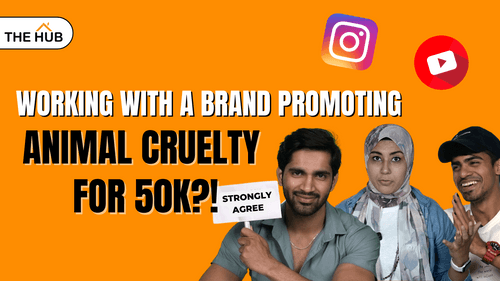 THE HUB
WORKING WITH A BRAND PROMOTING
ANIMAL CRUELTY
FOR 50K?!
STRONGLY
AGREE